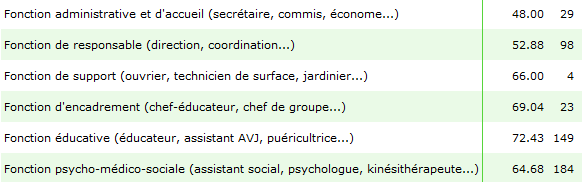 Fonction administrative et d'accueil (secrétaire, commis, économe...) 48.00 29
Fonction de responsable (direction, coordination...) 52.88 98
Fonction de support (ouvrier, technicien de surface, jardinier...) 66.00 4
Fonction d'encadrement (chef-éducateur, chef de groupe...) 69.04 23
Fonction éducative (éducateur, assistant AVJ, puéricultrice...) 72.43 149
Fonction psycho-médico-sociale (assistant social, psychologue, kinésithérapeute...) 64.68 184